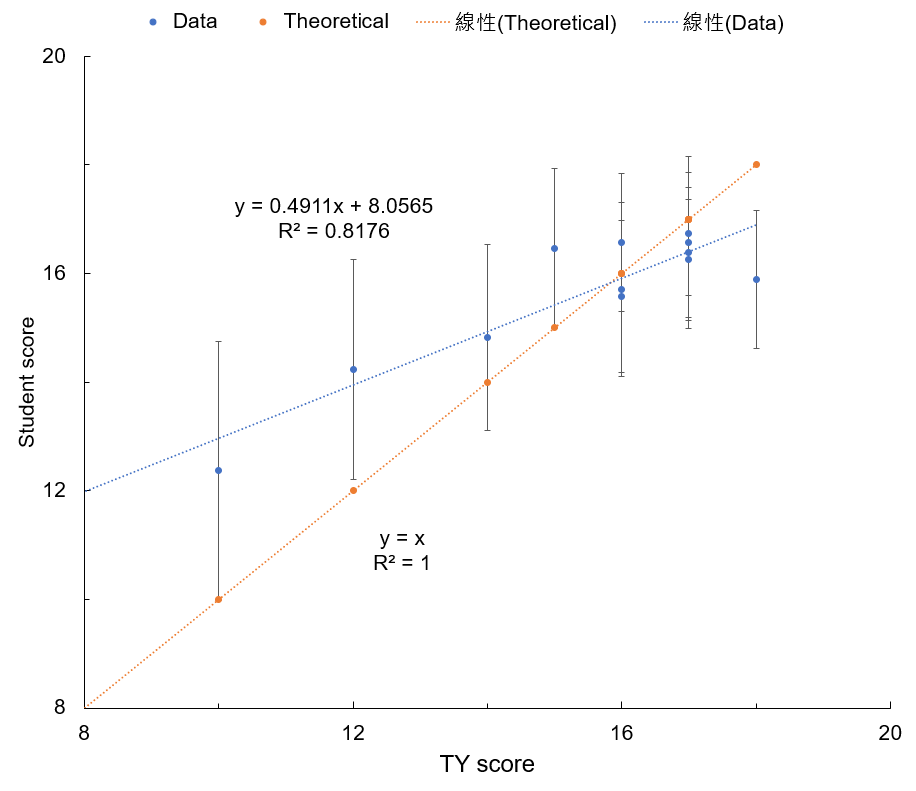 Data Theoretical 線性(Theoretical) 線性(Data)
20
y = 0.4911x + 8.0565
R² = 0.8176
16
Student score
12
y = x
R² = 1
8
8 12 16 20
TY score